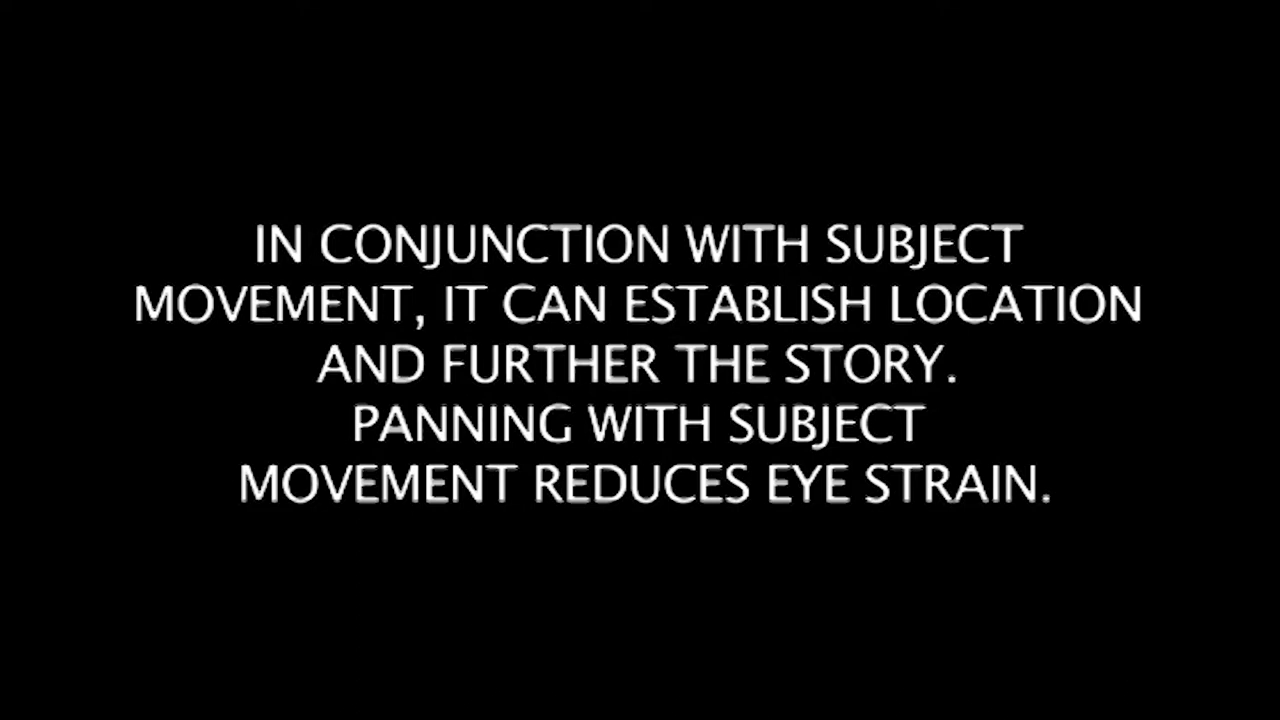 IN CONJUNCTION WITH SUBJECT
MOVEMENT, IT CAN ESTABLISH LOCATION
AND FURTHER THE STORY.
PANNING WITH SUBJECT
MOVEMENT REDUCES EYE STRAIN.